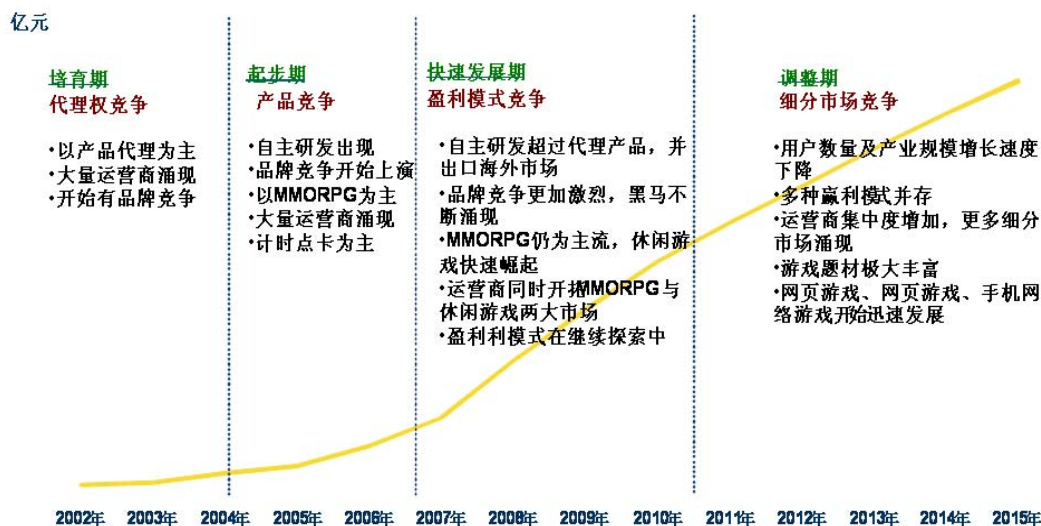 亿元
培育期
代理权竞争
•以产品代理为主
•大量运营商涌现
•开始有品牌竞争
起步期
产品竞争
•自主研发出现
•品牌竞争开始上演
•以MMORPG为主
•大量运营商涌现
•计时点卡为主
快速发展期
盈利模式竞争
•自主研发超过代理产品，并
出口海外市场
•品牌竞争更加激烈，黑马不
断涌现
•MMORPG仍为主流，休闲游
戏快速崛起
•运营商同时开拓MMORPG与
休闲游戏两大市场
•盈利利模式在继续探索中
调整期
细分市场竞争
•用户数量及产业规模增长速度
下降
•多种赢利模式并存
•运营商集中度增加，更多细分
市场涌现
•游戏题材极大丰富
•网页游戏、网页游戏、手机网
络游戏开始迅速发展
2002年 2003年 2004年 2005年 2006年 2007年 2008年 2009年 2010年 2011年 2012年 2013年 2014年 2015年